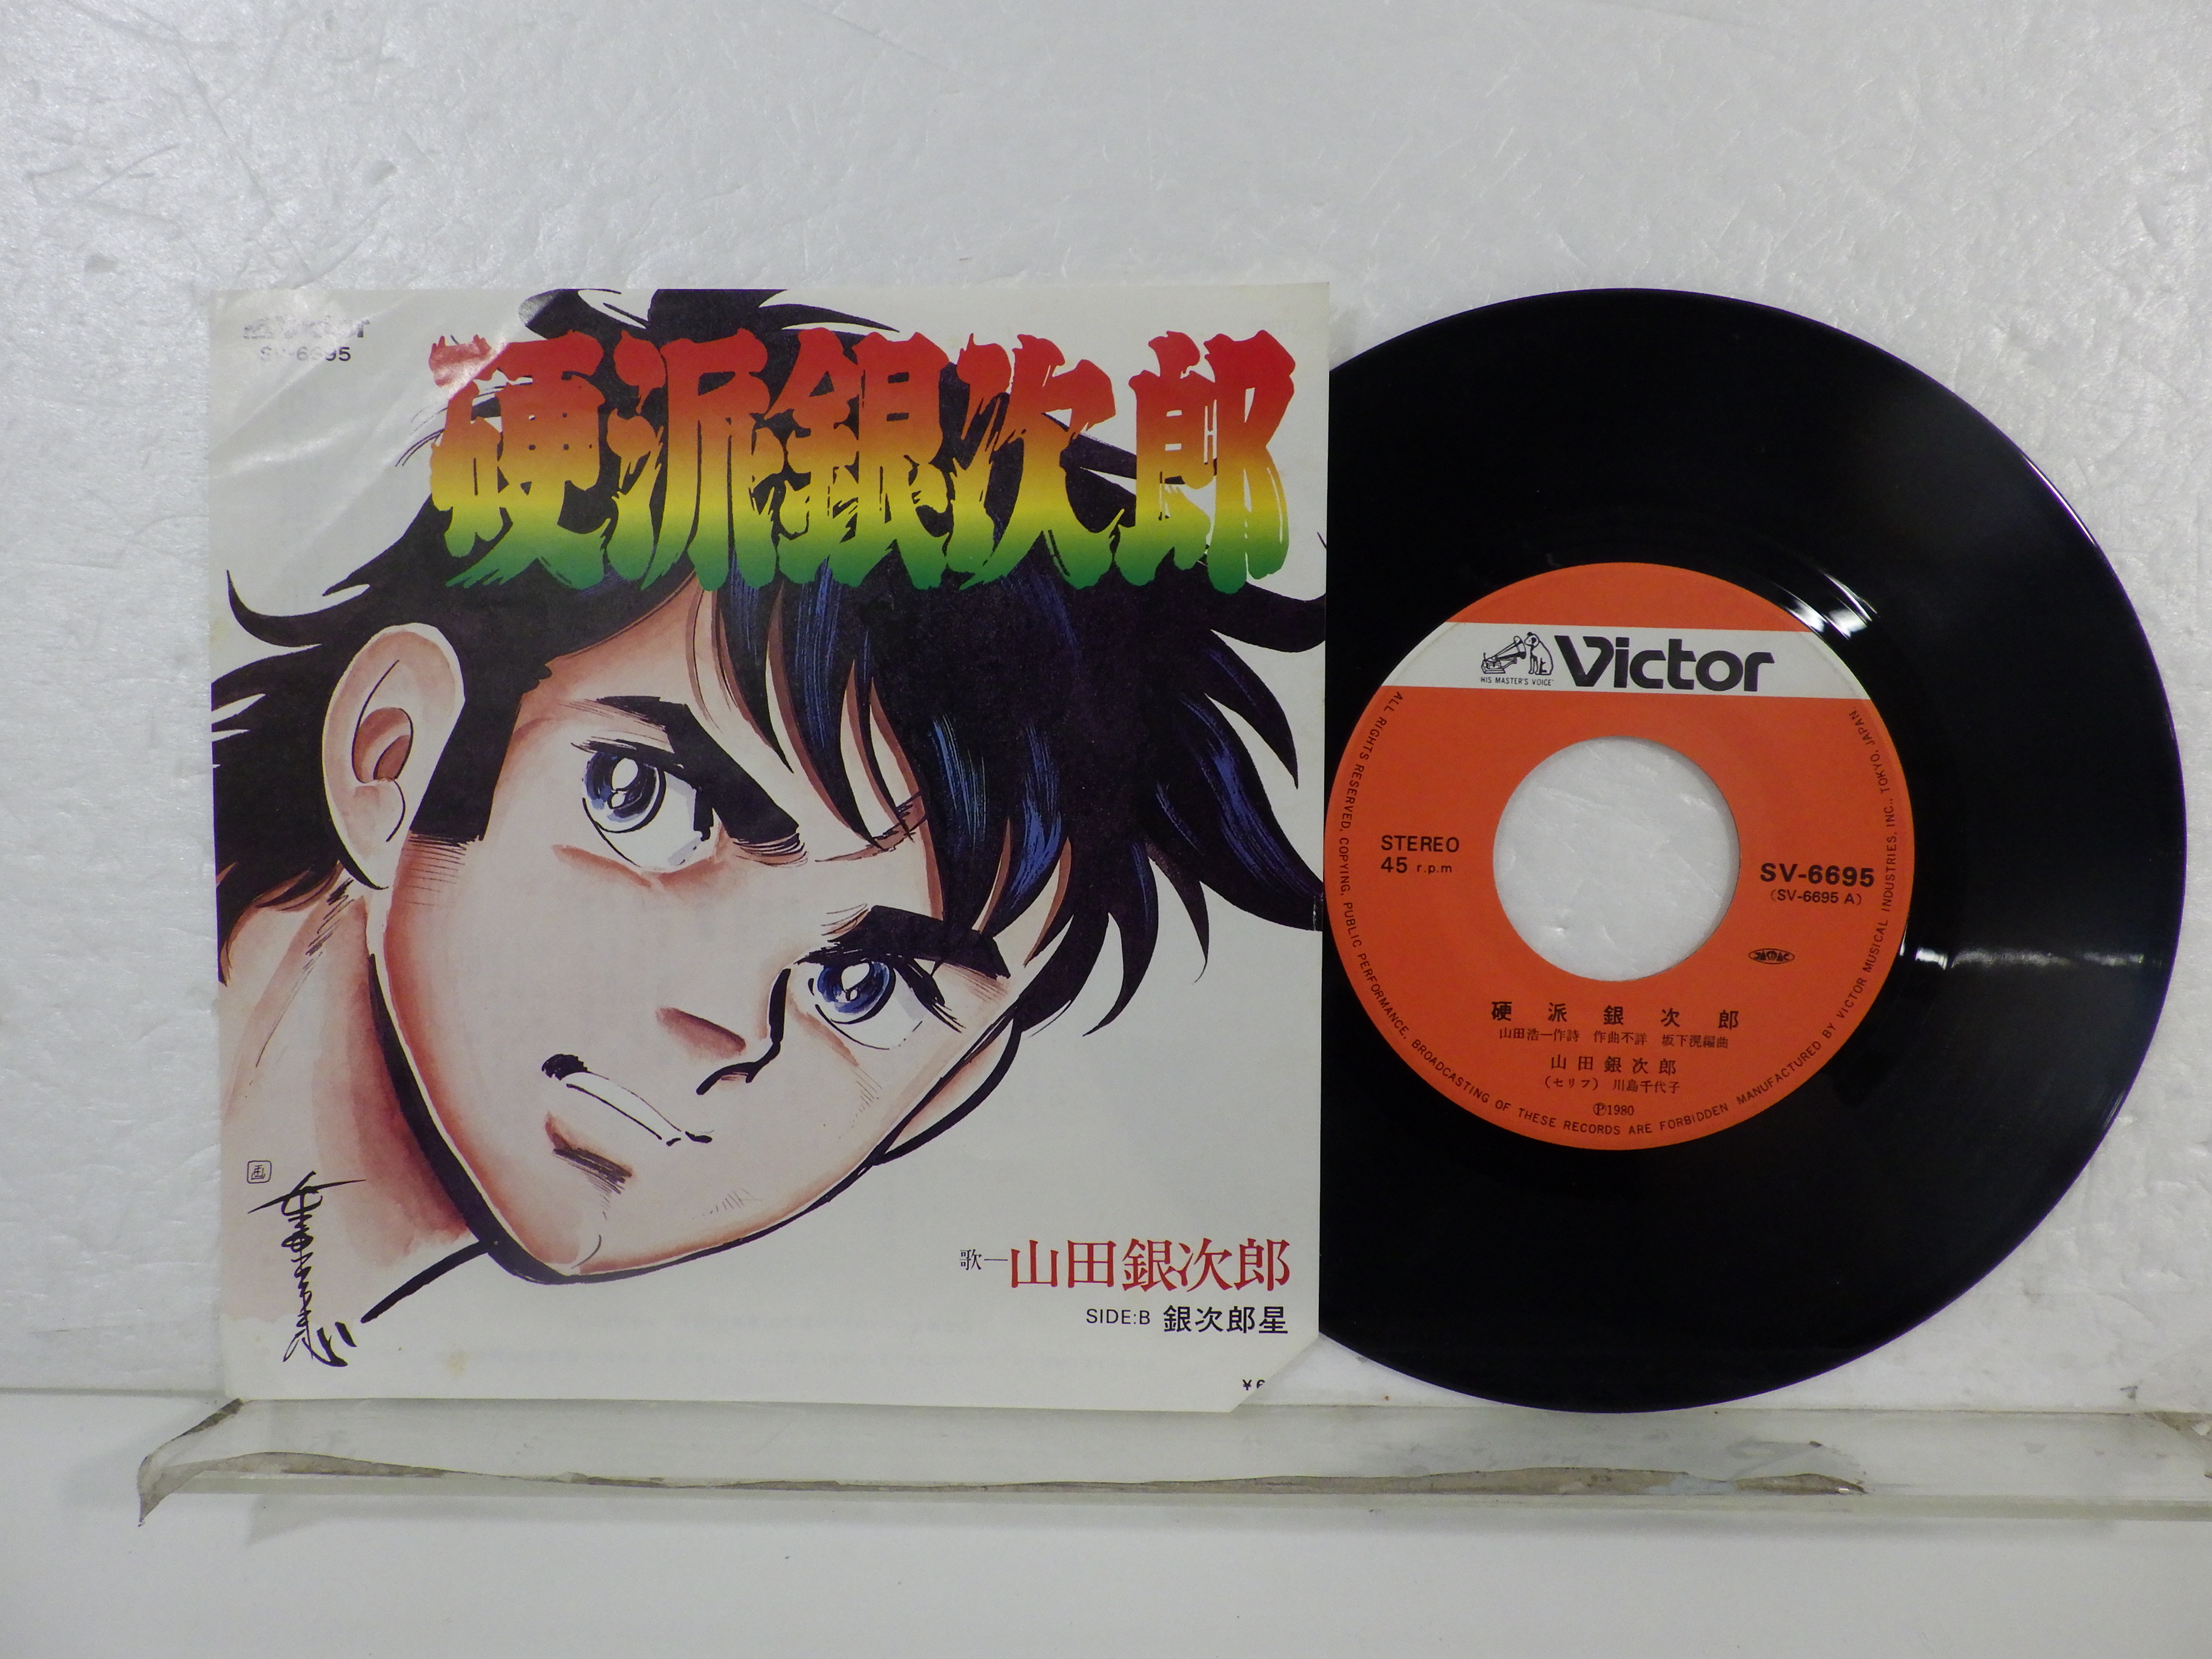 Victor
SV-6695
硬派銀次郎
画
歌—山田銀次郎
SIDE:B 銀次郎星
¥6
HIS MASTER'S VOICE
Victor
STEREO
45 r.p.m
SV-6695
(SV-6695 A)
JASRAC
硬派銀次郎
山田浩一作詩 作曲不詳 坂下滉編曲
山田銀次郎
(セリフ) 川島千代子
Ⓟ1980
ALL RIGHTS RESERVED, COPYING, PUBLIC PERFORMANCE, BROADCASTING OF THESE RECORDS ARE FORBIDDEN MANUFACTURED BY VICTOR MUSICAL INDUSTRIES, INC., TOKYO, JAPAN